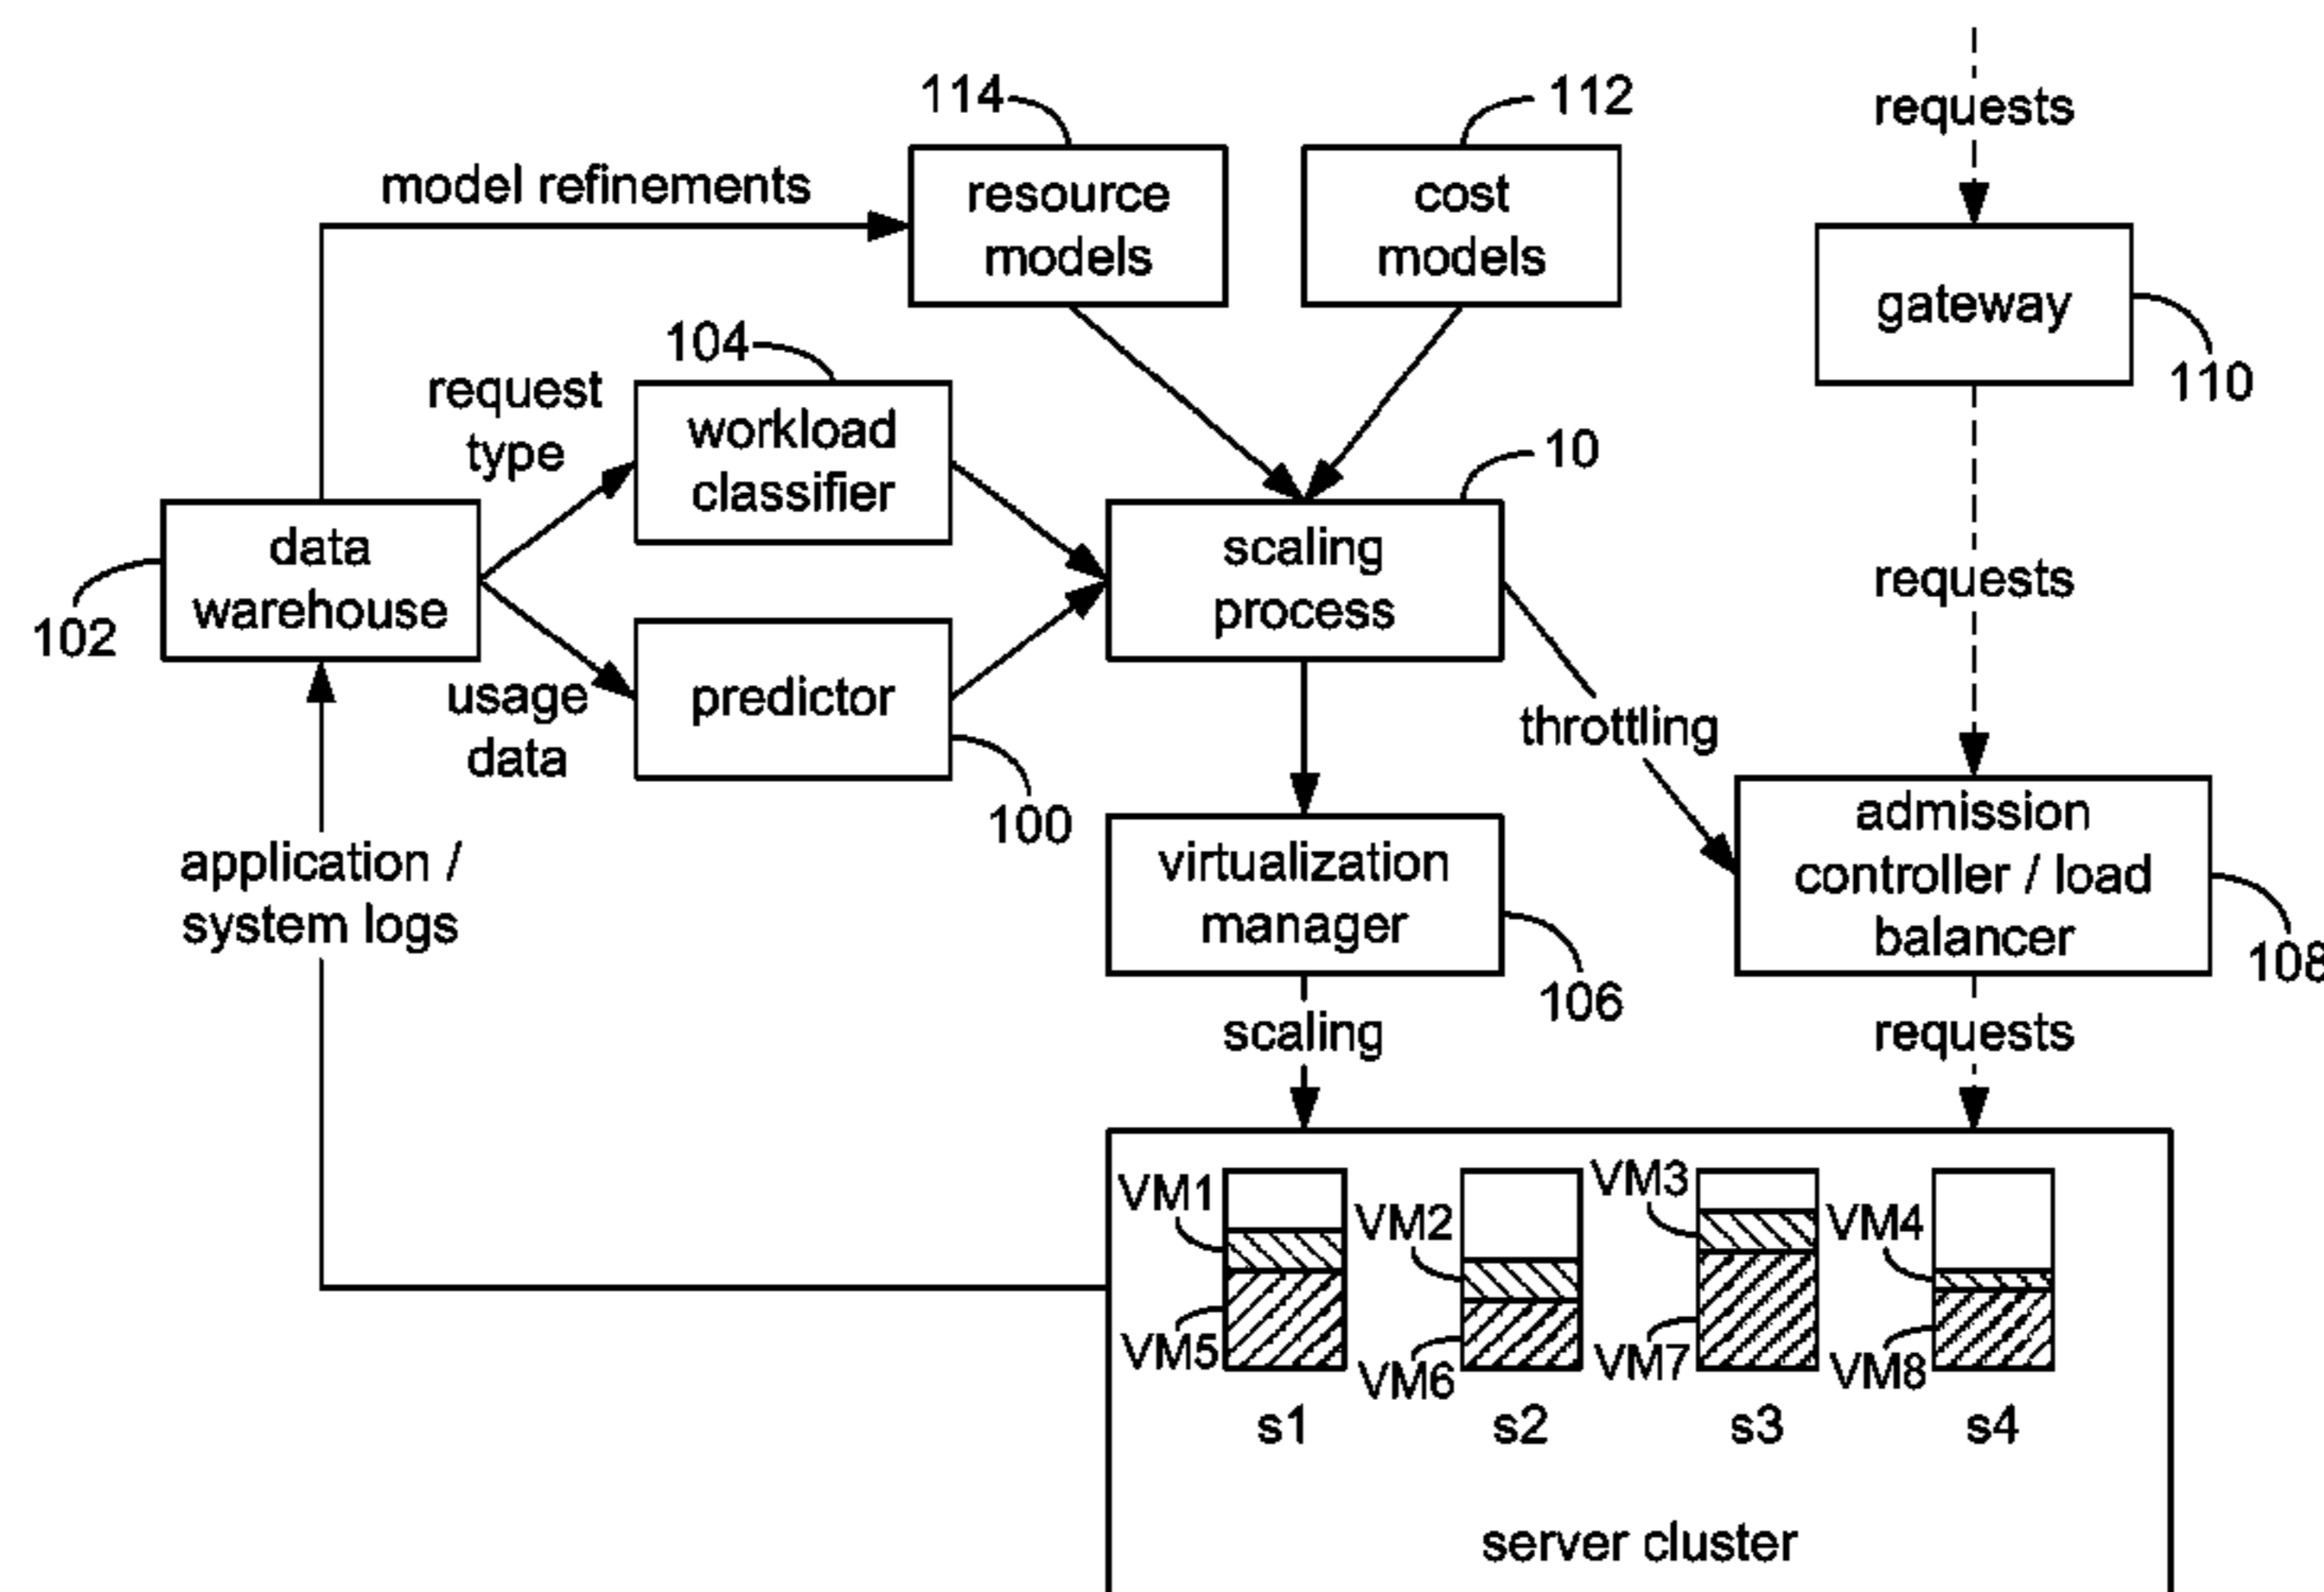 requests
114
112
model refinements
resource
models
cost
models
gateway
110
104
request
type
workload
classifier
10
data
warehouse
102
scaling
process
requests
usage
data
predictor
100
throttling
application /
system logs
virtualization
manager
106
admission
controller / load
balancer
108
scaling
requests
VM1
VM2
VM3
VM4
VM5
VM6
VM7
VM8
s1
s2
s3
s4
server cluster